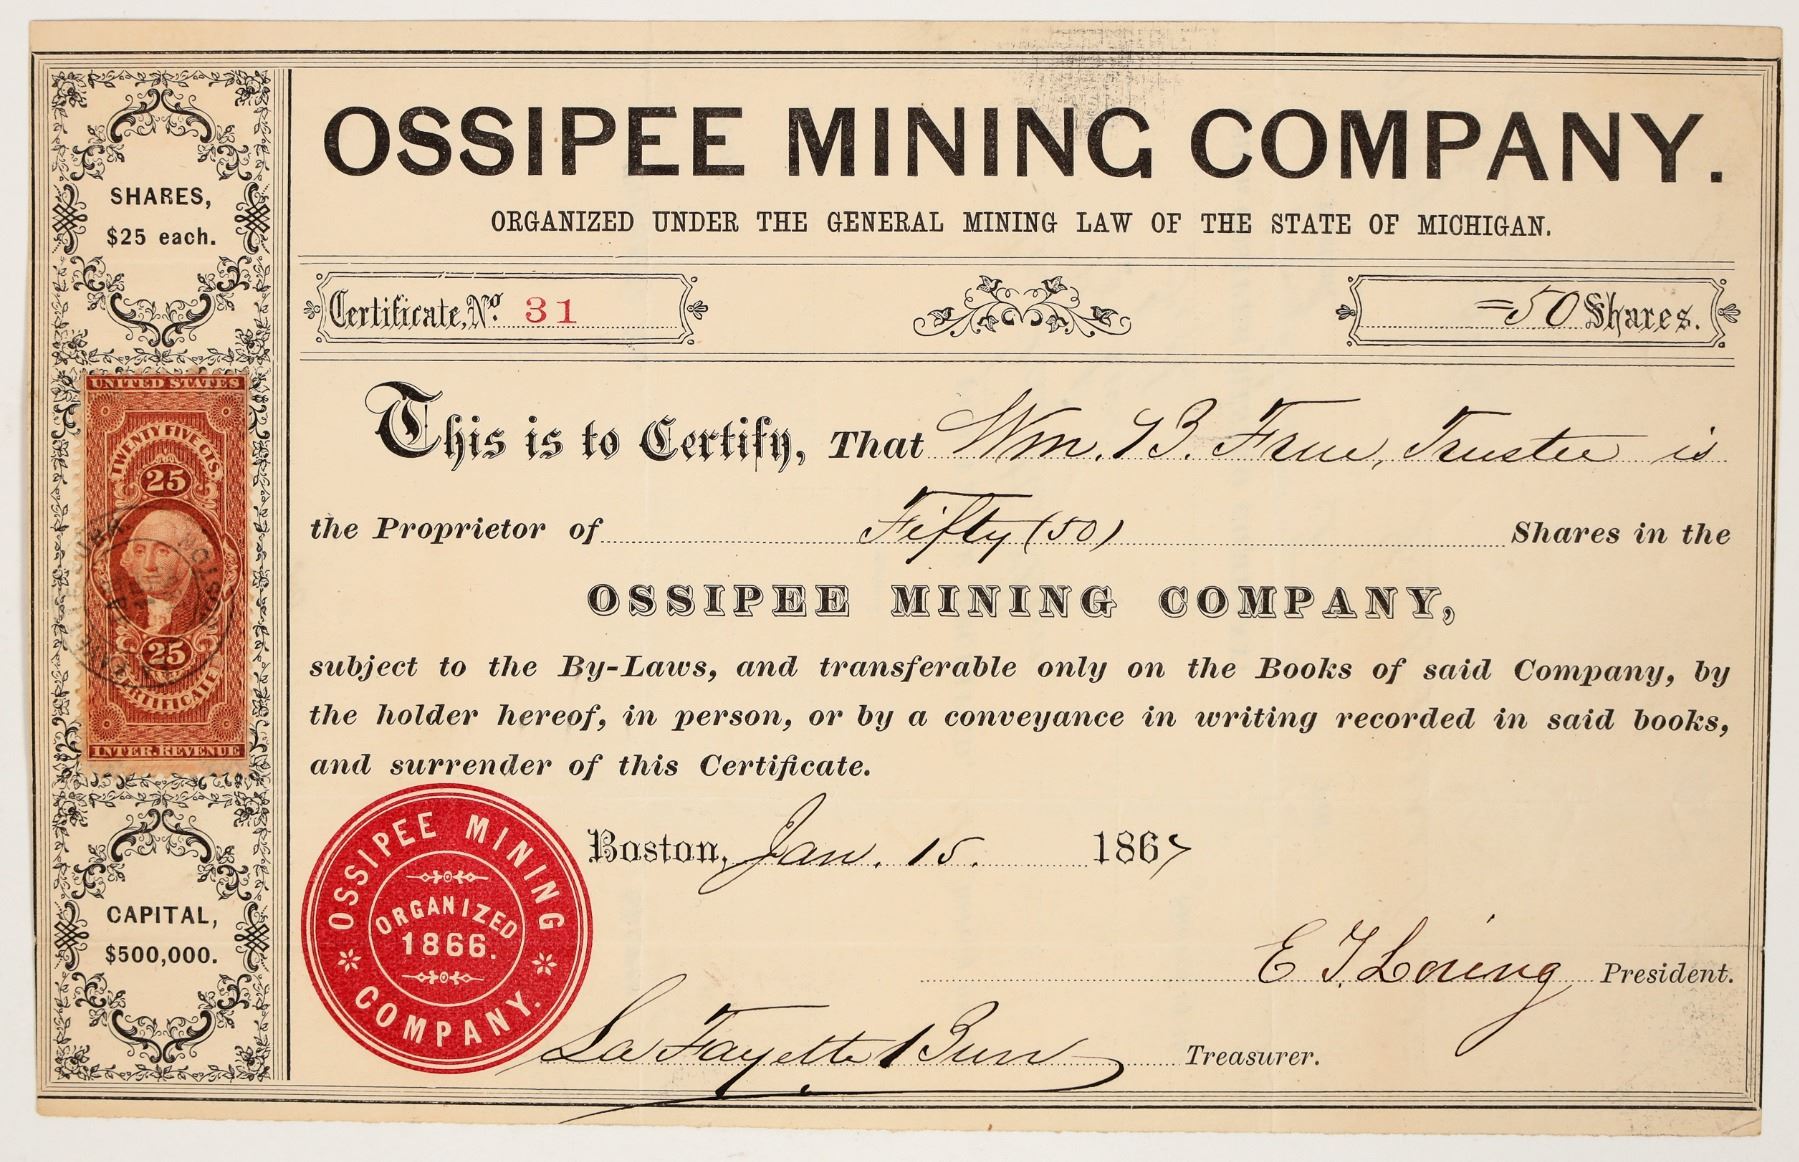 OSSIPEE MINING COMPANY.
ORGANIZED UNDER THE GENERAL MINING LAW OF THE STATE OF MICHIGAN.
SHARES,
$25 each.
Certificate, No. 31
=50 Shares.
This is to Certify, That Wm. B. Frue, Trustee is
the Proprietor of Fifty (50) Shares in the
OSSIPEE MINING COMPANY,
subject to the By-Laws, and transferable only on the Books of said Company, by
the holder hereof, in person, or by a conveyance in writing recorded in said books,
and surrender of this Certificate.
Boston, Jan. 15. 1867
E T. Loring President.
La Fayette Burr Treasurer.
UNITED STATES
TWENTY FIVE CTS.
25
25
CERTIFICATE
INTER. REVENUE
CAPITAL,
$500,000.
OSSIPEE MINING
ORGANIZED
1866.
COMPANY.